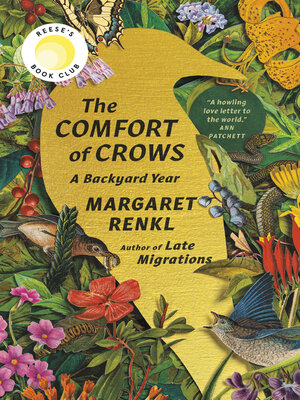 REESE'S
BOOK CLUB
The
COMFORT
of CROWS
A Backyard Year
MARGARET
RENKL
Author of Late
Migrations
"A howling
love letter to
the world."
ANN
PATCHETT